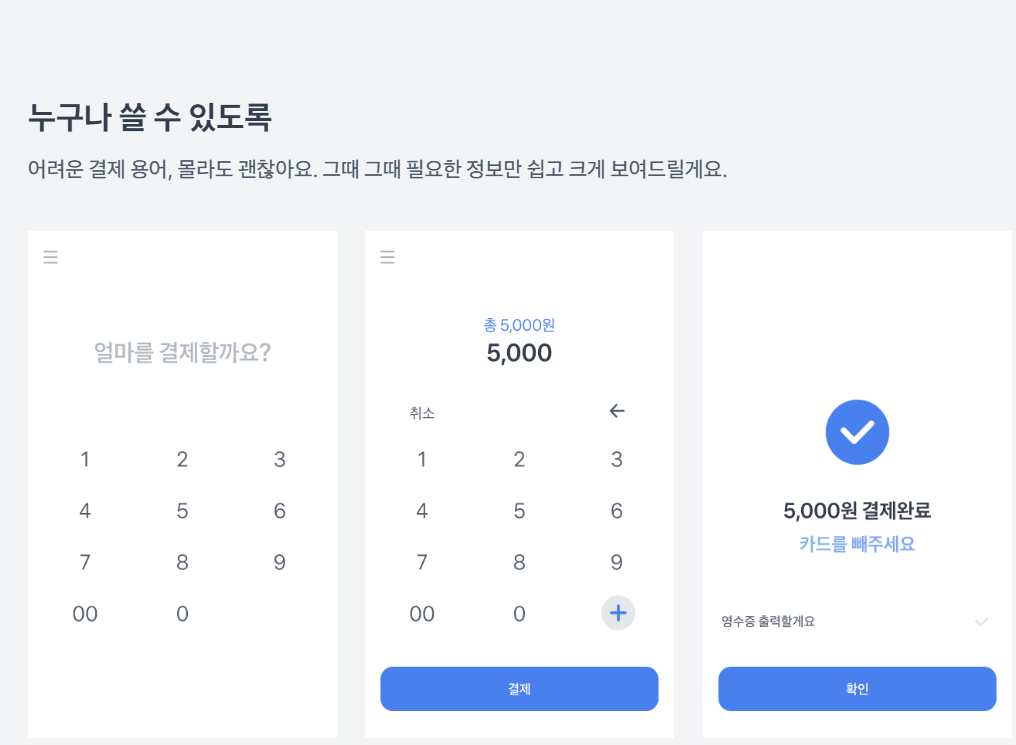 누구나 쓸 수 있도록
어려운 결제 용어, 몰라도 괜찮아요. 그때 그때 필요한 정보만 쉽고 크게 보여드릴게요.
얼마를 결제할까요?
1 2 3
4 5 6
7 8 9
00 0
총 5,000원
5,000
취소 ←
1 2 3
4 5 6
7 8 9
00 0 +
결제
5,000원 결제완료
카드를 빼주세요
영수증 출력할게요
확인